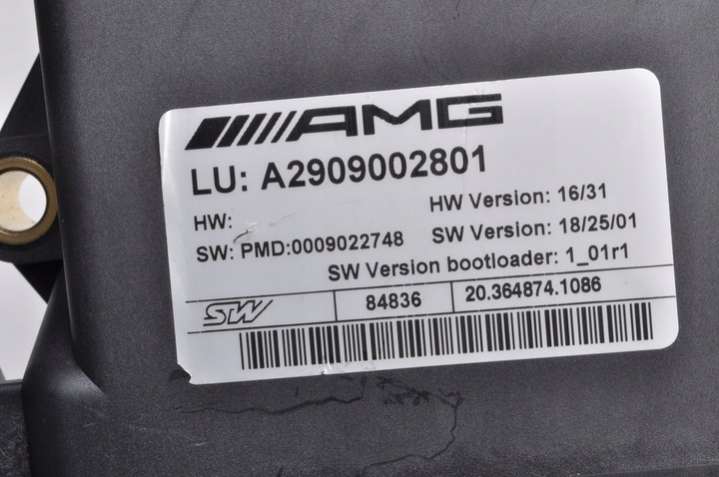 AMG
LU: A2909002801
HW: HW Version: 16/31
SW: PMD:0009022748 SW Version: 18/25/01
SW Version bootloader: 1_01r1
STW 84836 20.364874.1086